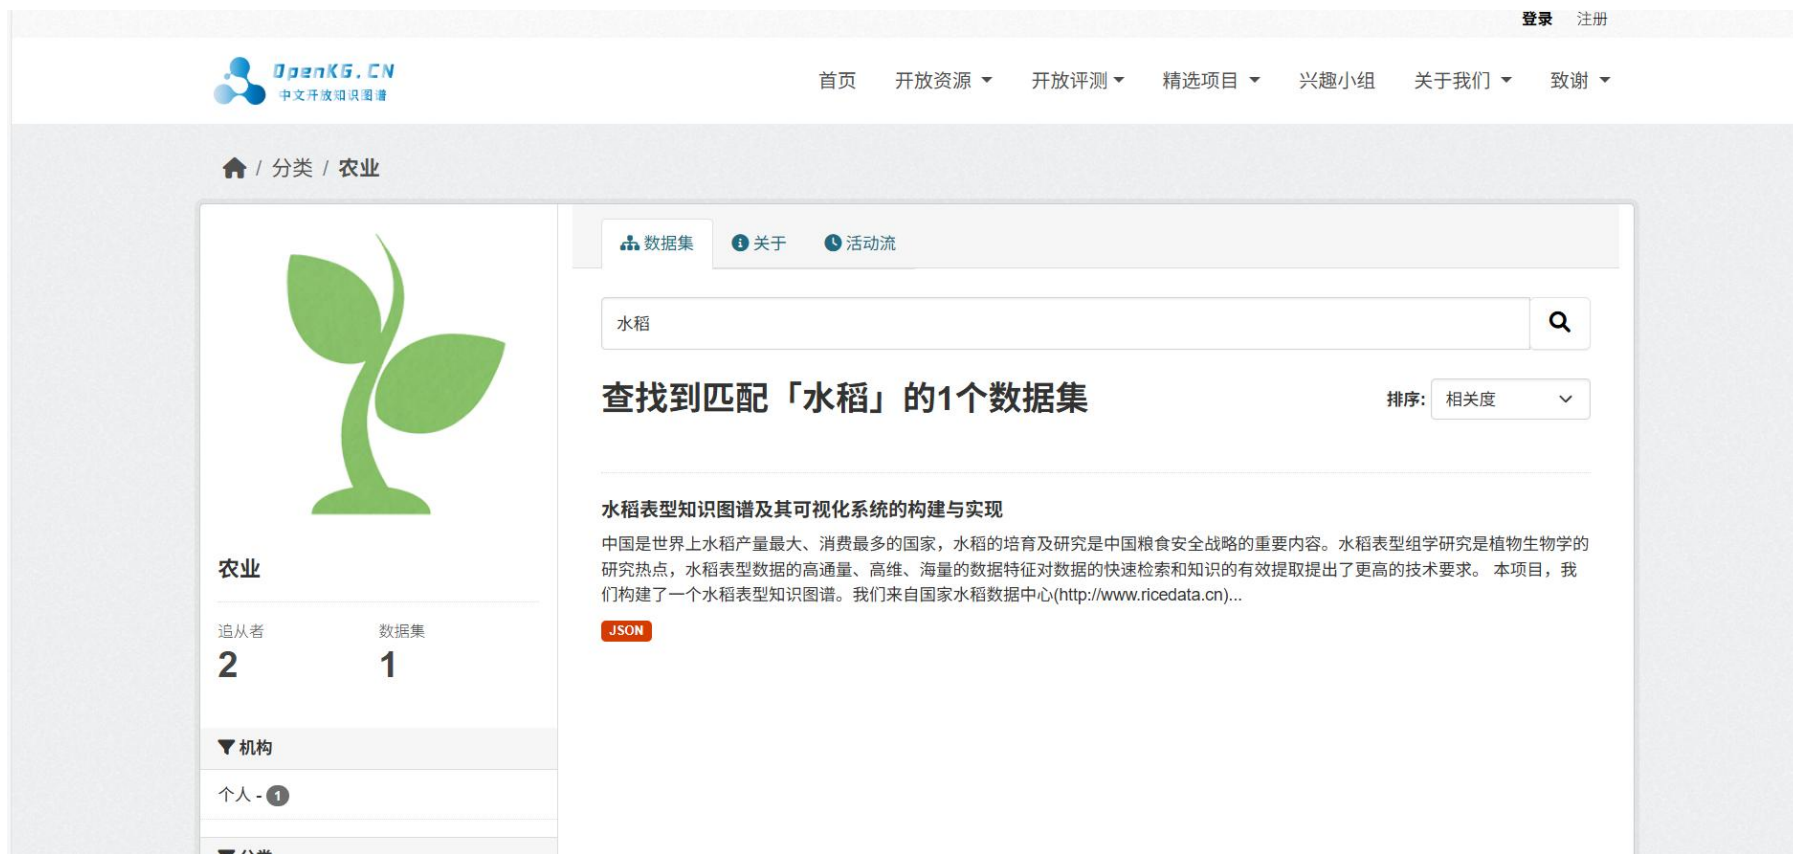 登录 注册
OpenKG.CN
中文开放知识图谱
首页 开放资源 开放评测 精选项目 兴趣小组 关于我们 致谢
/ 分类 / 农业
数据集 关于 活动流
水稻
查找到匹配「水稻」的1个数据集
排序: 相关度
水稻表型知识图谱及其可视化系统的构建与实现
中国是世界上水稻产量最大、消费最多的国家，水稻的培育及研究是中国粮食安全战略的重要内容。水稻表型组学研究是植物生物学的
研究热点，水稻表型数据的高通量、高维、海量的数据特征对数据的快速检索和知识的有效提取提出了更高的技术要求。 本项目，我
们构建了一个水稻表型知识图谱。我们来自国家水稻数据中心(http://www.ricedata.cn)...
JSON
农业
追从者 数据集
2 1
机构
个人 - 1